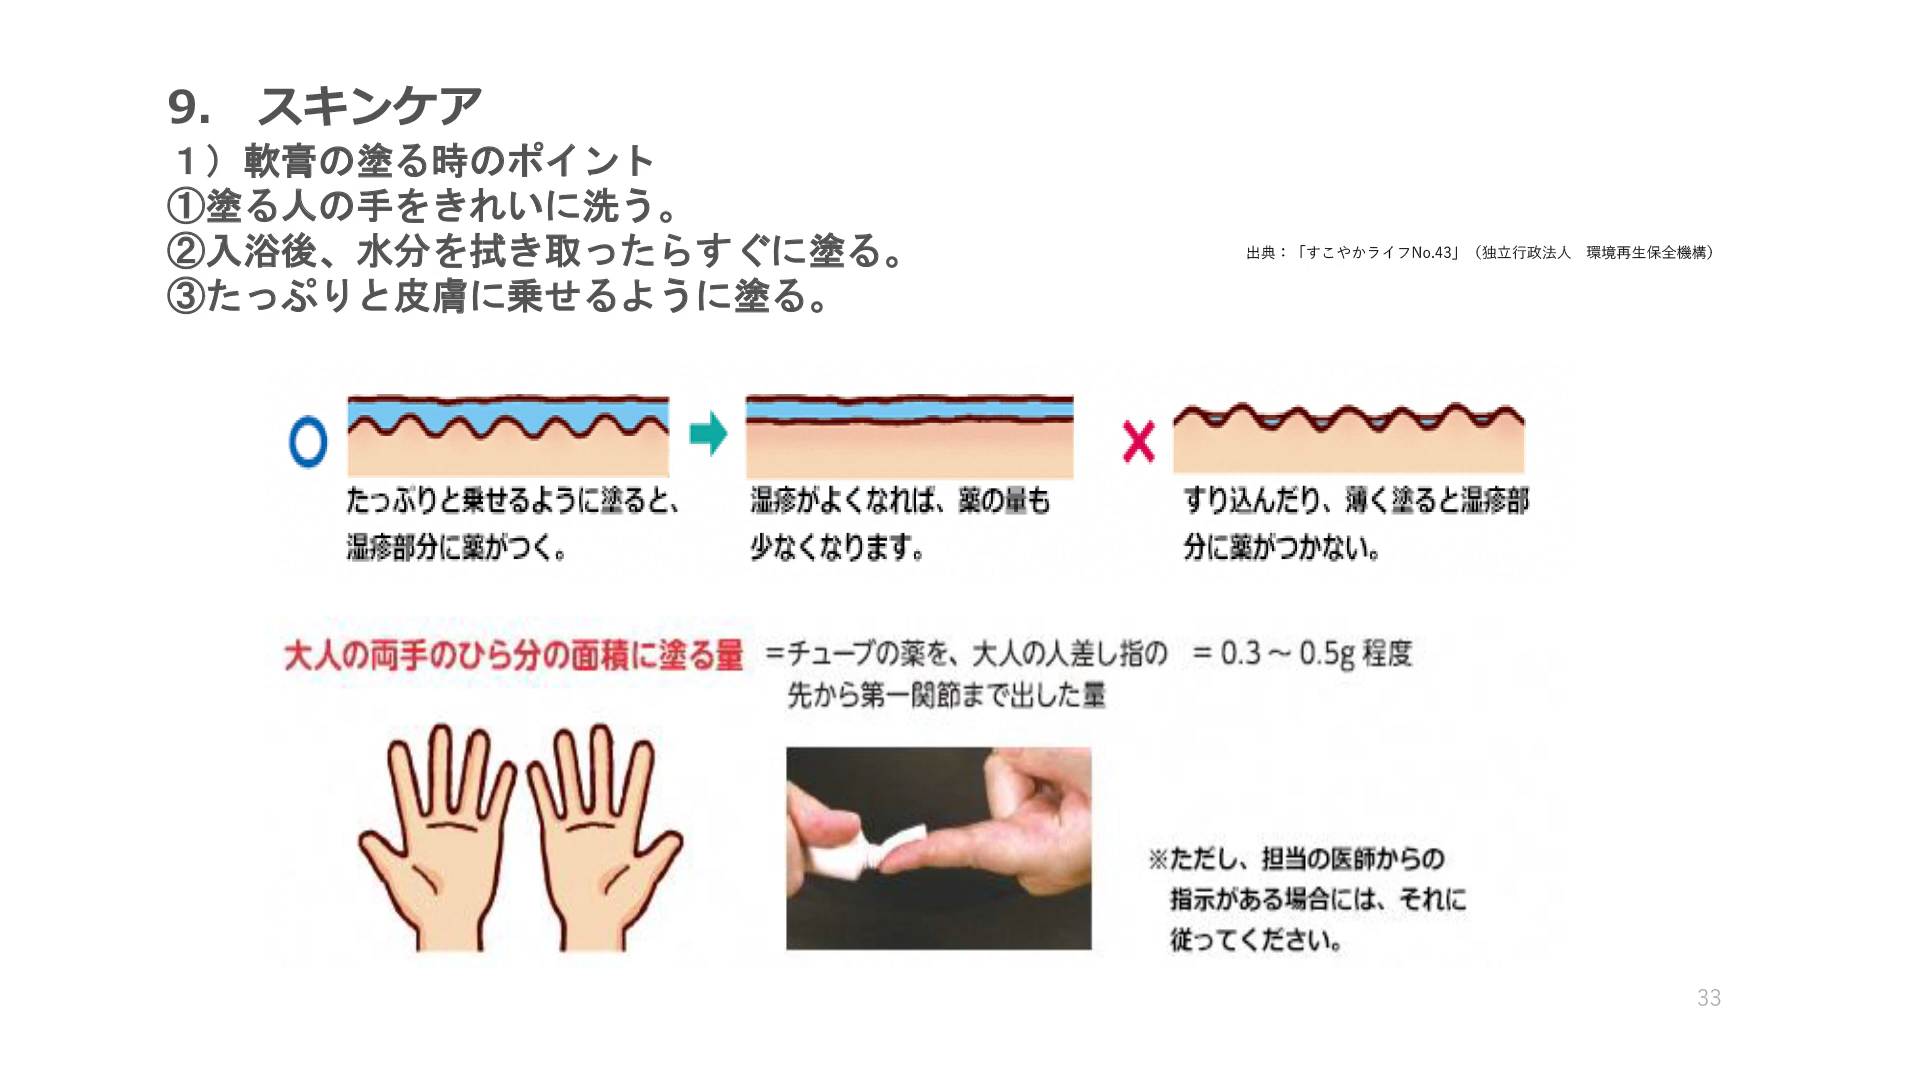 9.　スキンケア
１）軟膏の塗る時のポイント
①塗る人の手をきれいに洗う。
②入浴後、水分を拭き取ったらすぐに塗る。
③たっぷりと皮膚に乗せるように塗る。
出典：「すこやかライフNo.43」（独立行政法人　環境再生保全機構）
たっぷりと乗せるように塗ると、
湿疹部分に薬がつく。
湿疹がよくなれば、薬の量も
少なくなります。
すり込んだり、薄く塗ると湿疹部
分に薬がつかない。
大人の両手のひら分の面積に塗る量
＝チューブの薬を、大人の人差し指の
先から第一関節まで出した量
＝0.3～0.5g 程度
※ただし、担当の医師からの
指示がある場合には、それに
従ってください。
33